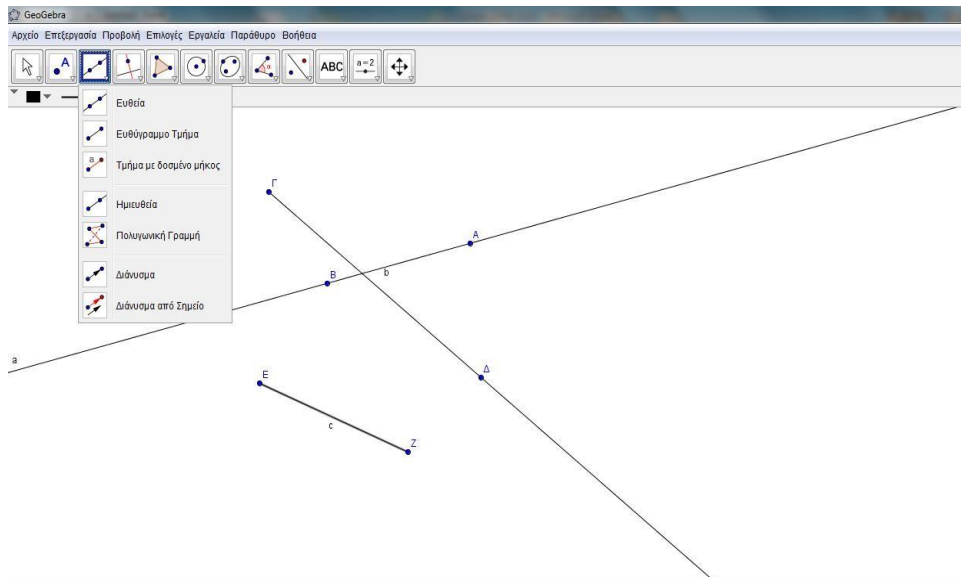 GeoGebra
Αρχείο Επεξεργασία Προβολή Επιλογές Εργαλεία Παράθυρο Βοήθεια
A α ABC a = 2
Ευθεία
Ευθύγραμμο Τμήμα
a Τμήμα με δοσμένο μήκος
Ημιευθεία
Πολυγωνική Γραμμή
Διάνυσμα
Διάνυσμα από Σημείο
Γ
A
b
B
a
E
Δ
c
Z